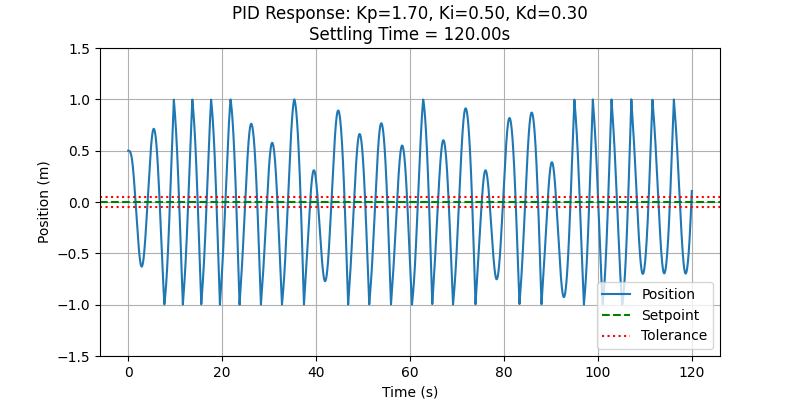 PID Response: Kp=1.70, Ki=0.50, Kd=0.30
Settling Time = 120.00s
1.5
1.0
0.5
0.0
−0.5
−1.0
−1.5
Position (m)
0
20
40
60
80
100
120
Time (s)
Position
Setpoint
Tolerance